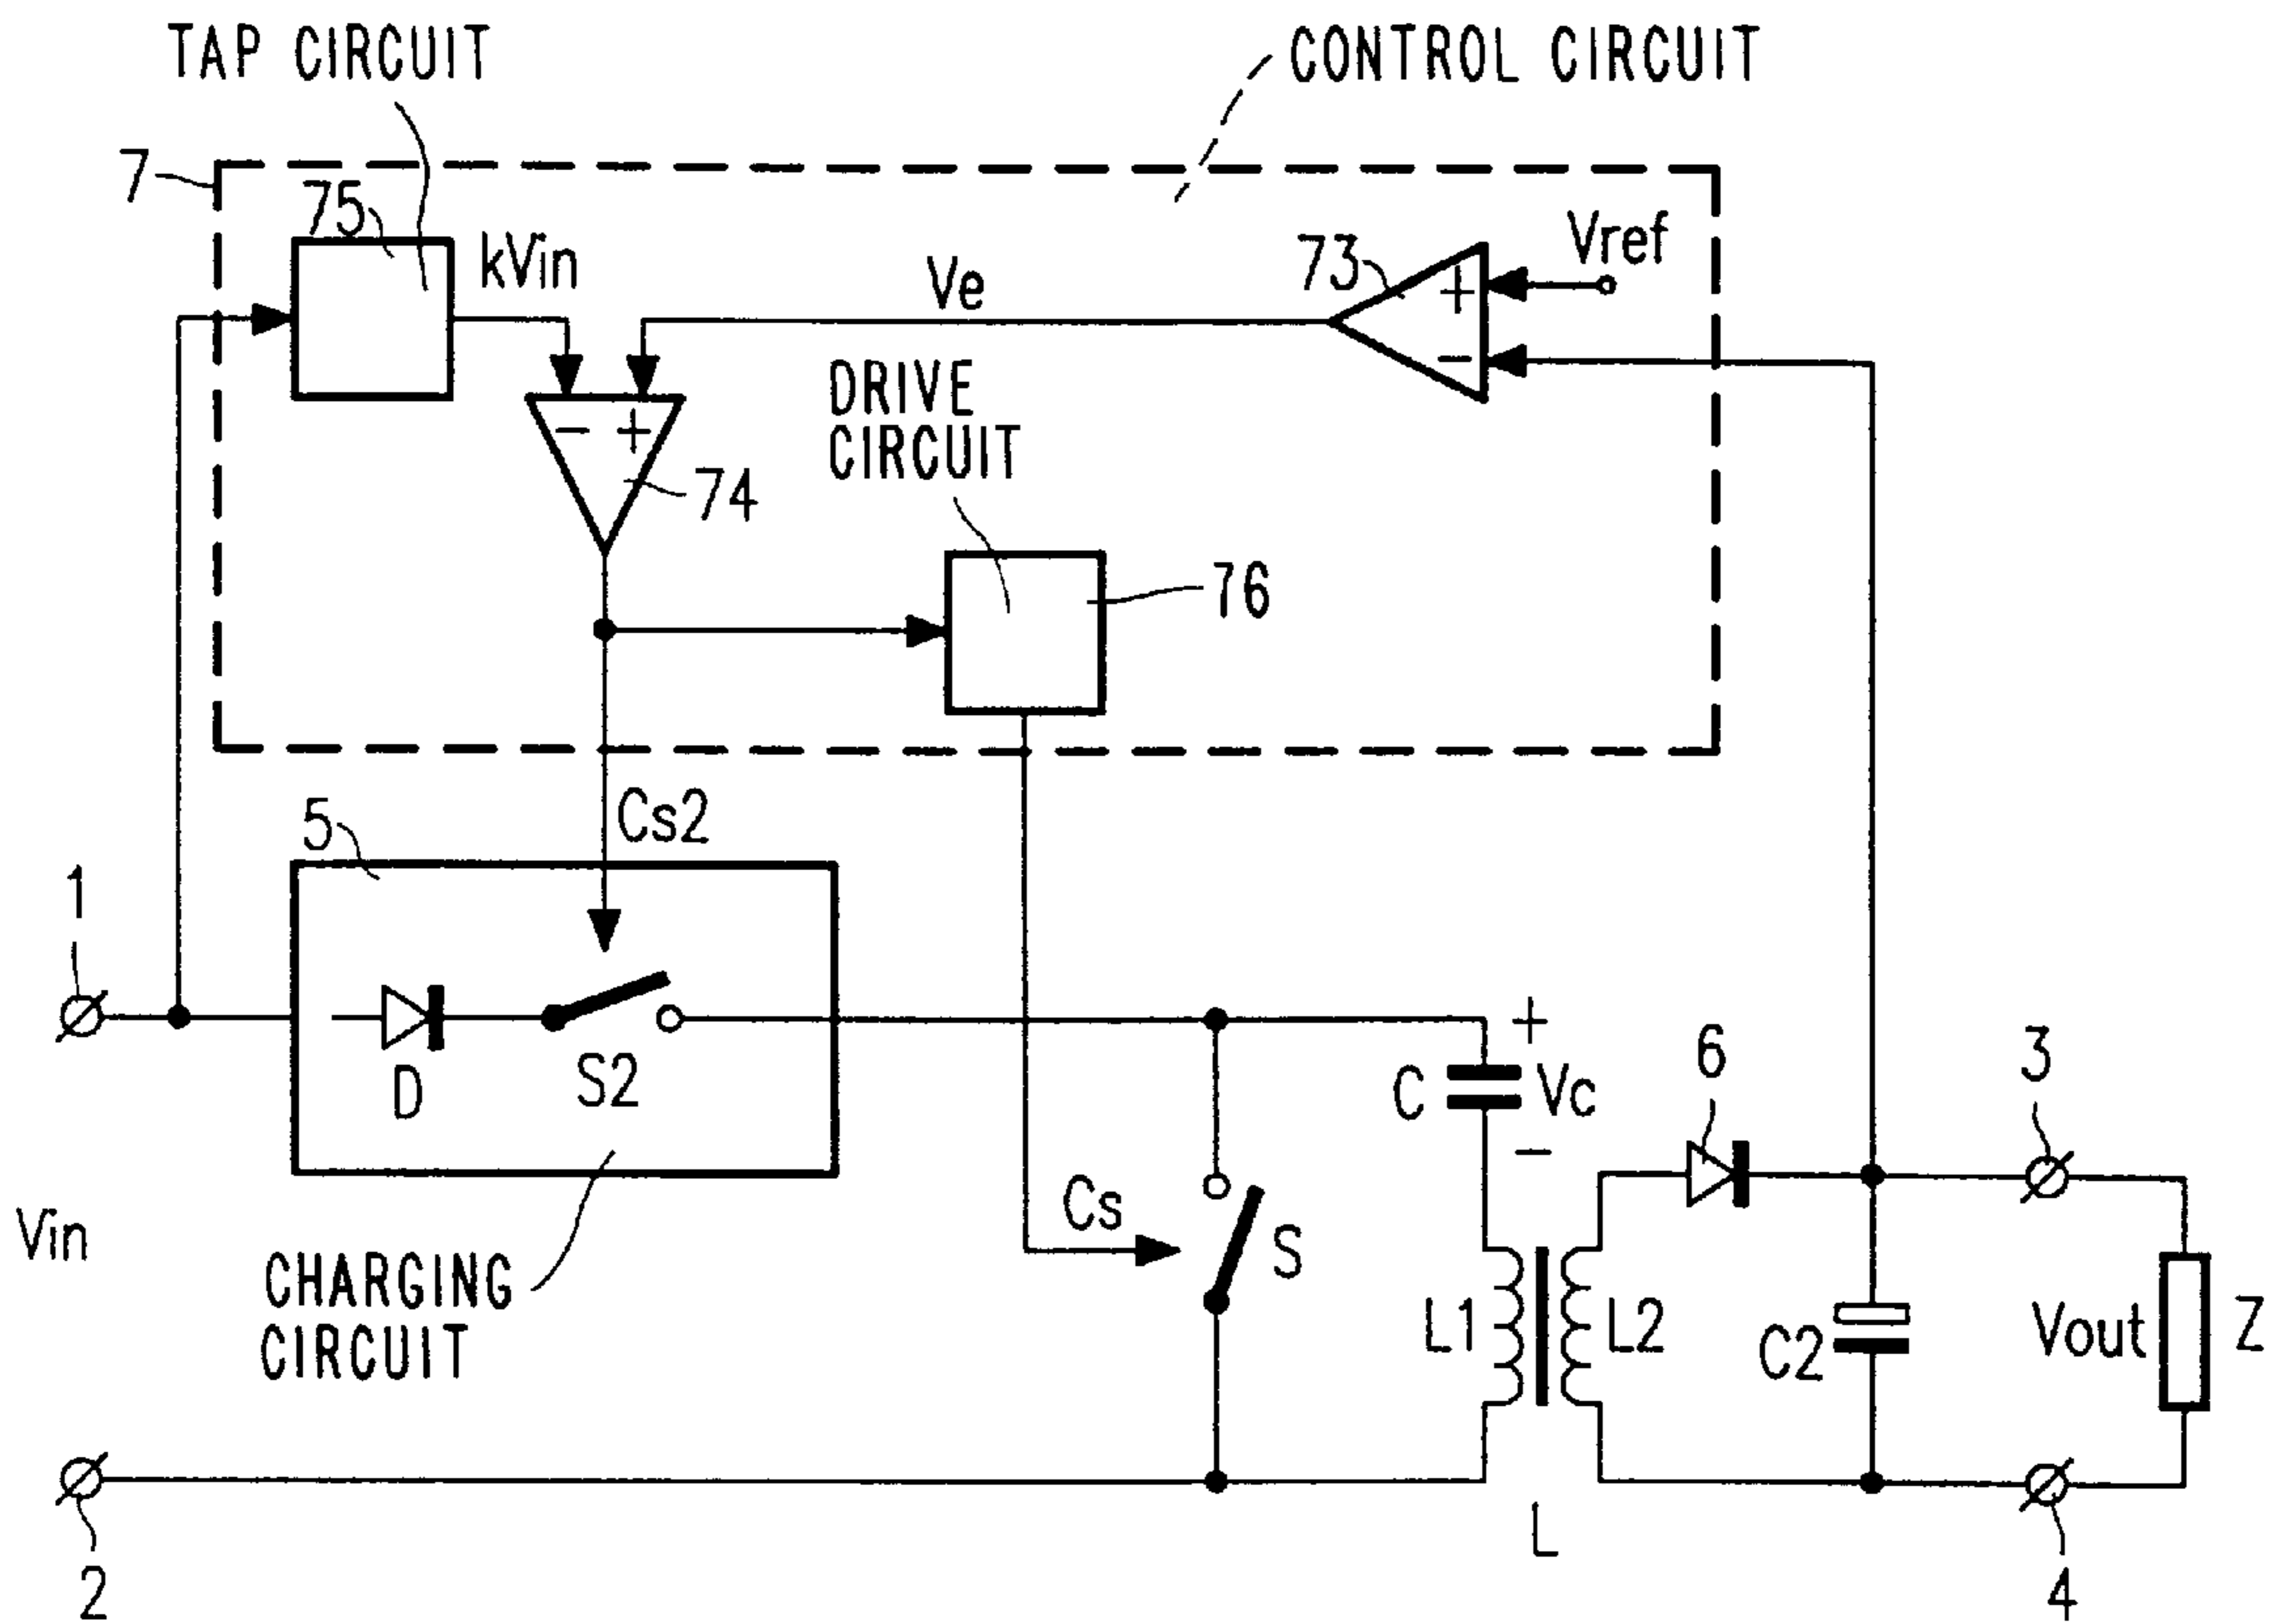 TAP CIRCUIT
CONTROL CIRCUIT
7
75
kVin
Ve
73
Vref
+
−
− +
DRIVE
CIRCUIT
74
76
Cs2
5
1
D
S2
+
C
Vc
−
6
3
Cs
S
Vin
CHARGING
CIRCUIT
L1
L2
C2
Vout
Z
L
2
4